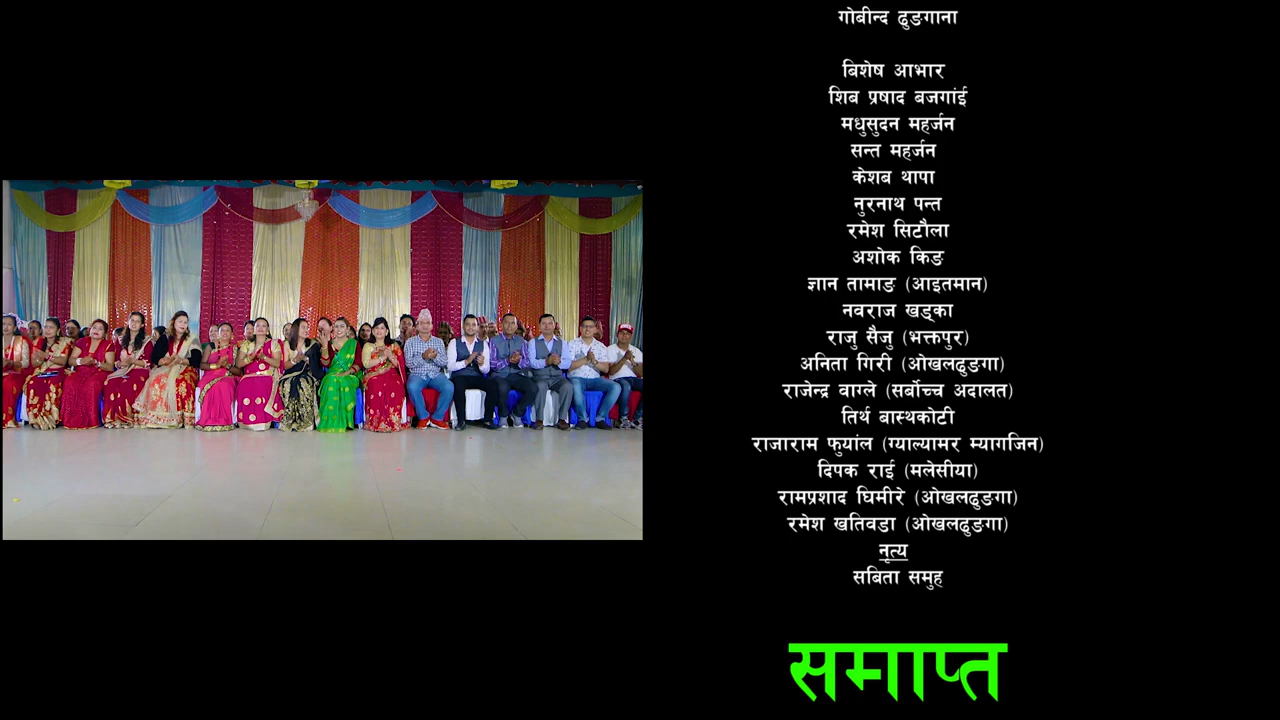 गोबीन्द ढुङगाना
बिशेष आभार
शिब प्रषाद बजगांई
मधुसुदन महर्जन
सन्त महर्जन
केशब थापा
नुरनाथ पन्त
रमेश सिटौला
अशोक किङ
ज्ञान तामाङ (आइतमान)
नवराज खड्का
राजु सैजु (भक्तपुर)
अनिता गिरी (ओखलढुङगा)
राजेन्द्र वाग्ले (सर्बोच्च अदालत)
तिर्थ बास्थकोटी
राजाराम फुयांल (ग्याल्यामर म्यागजिन)
दिपक राई (मलेसीया)
रामप्रशाद घिमीरे (ओखलढुङगा)
रमेश खतिवडा (ओखलढुङगा)
नृत्य
सबिता समुह
समाप्त